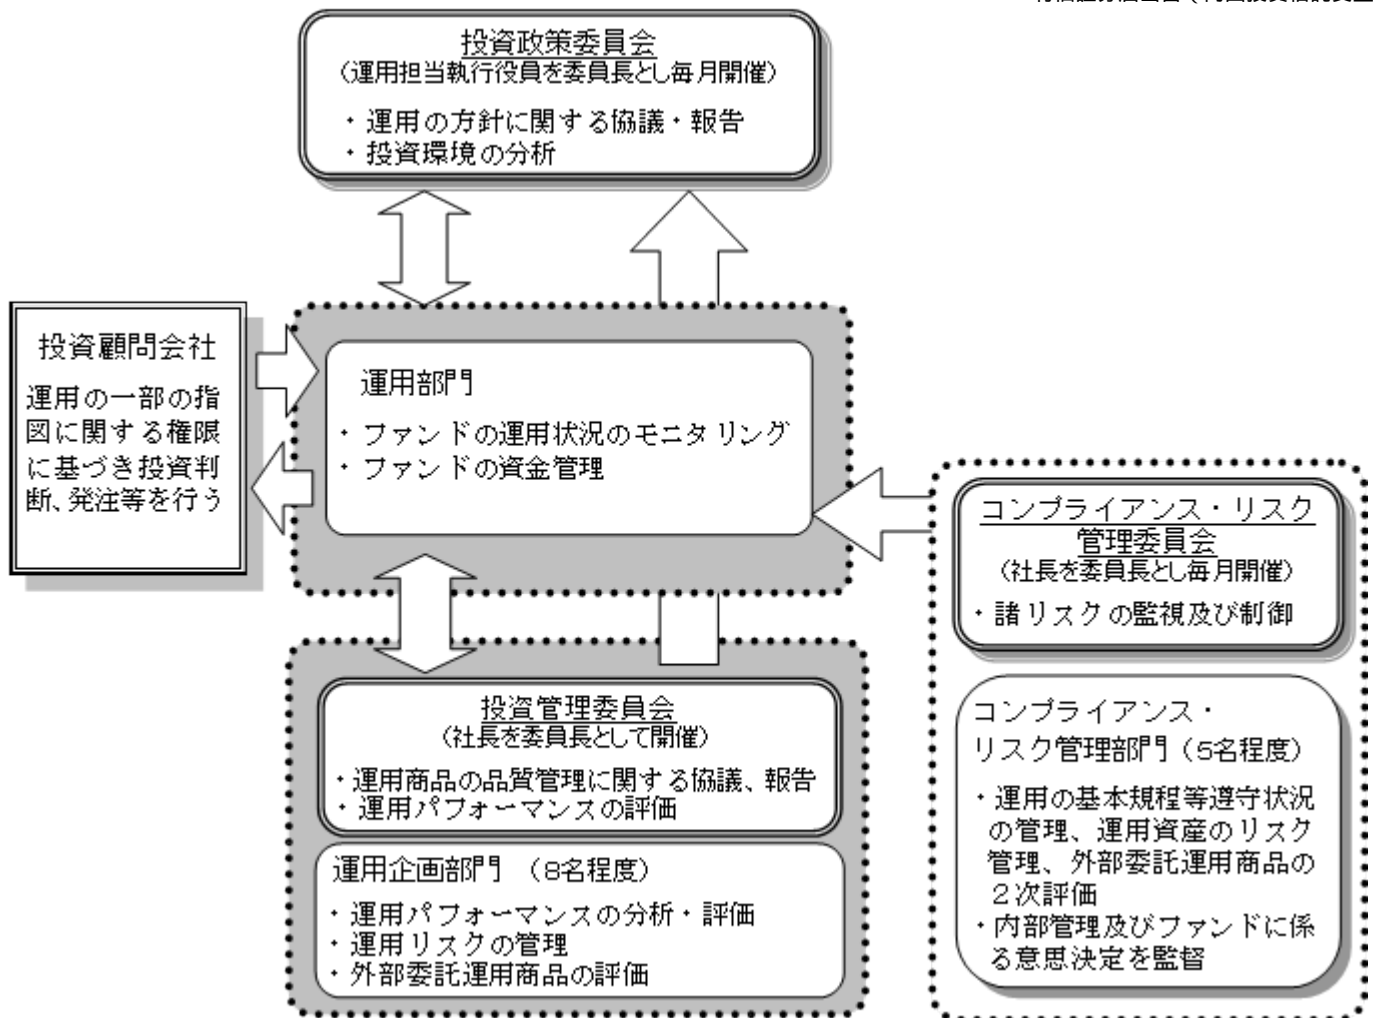 投資政策委員会
（運用担当執行役員を委員長とし毎月開催）
・運用の方針に関する協議・報告
・投資環境の分析
投資顧問会社
運用の一部の指
図に関する権限
に基づき投資判
断、発注等を行う
運用部門
・ファンドの運用状況のモニタリング
・ファンドの資金管理
コンプライアンス・リスク
管理委員会
（社長を委員長とし毎月開催）
・諸リスクの監視及び制御
投資管理委員会
（社長を委員長として開催）
・運用商品の品質管理に関する協議、報告
・運用パフォーマンスの評価
運用企画部門 （8名程度）
・運用パフォーマンスの分析・評価
・運用リスクの管理
・外部委託運用商品の評価
コンプライアンス・
リスク管理部門（5名程度）
・運用の基本規程等遵守状況
の管理、運用資産のリスク
管理、外部委託運用商品の
２次評価
・内部管理及びファンドに係
る意思決定を監督